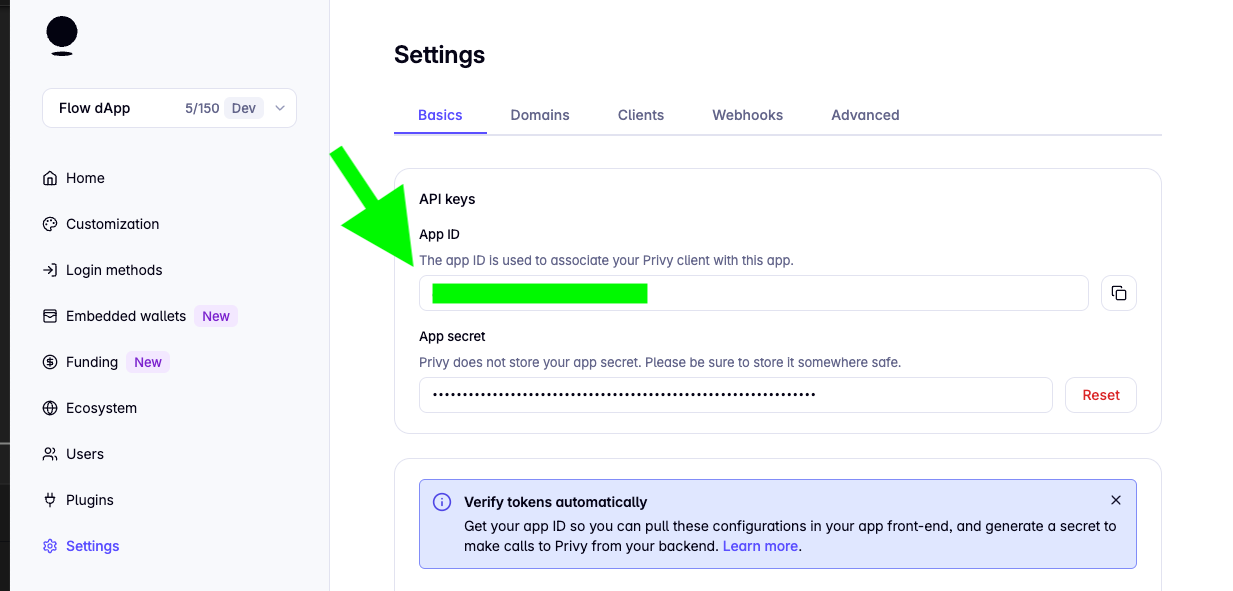 Flow dApp 5/150 Dev
Home
Customization
Login methods
Embedded wallets New
Funding New
Ecosystem
Users
Plugins
Settings
Settings
Basics Domains Clients Webhooks Advanced
API keys
App ID
The app ID is used to associate your Privy client with this app.
App secret
Privy does not store your app secret. Please be sure to store it somewhere safe.
Reset
Verify tokens automatically
Get your app ID so you can pull these configurations in your app front-end, and generate a secret to
make calls to Privy from your backend. Learn more.